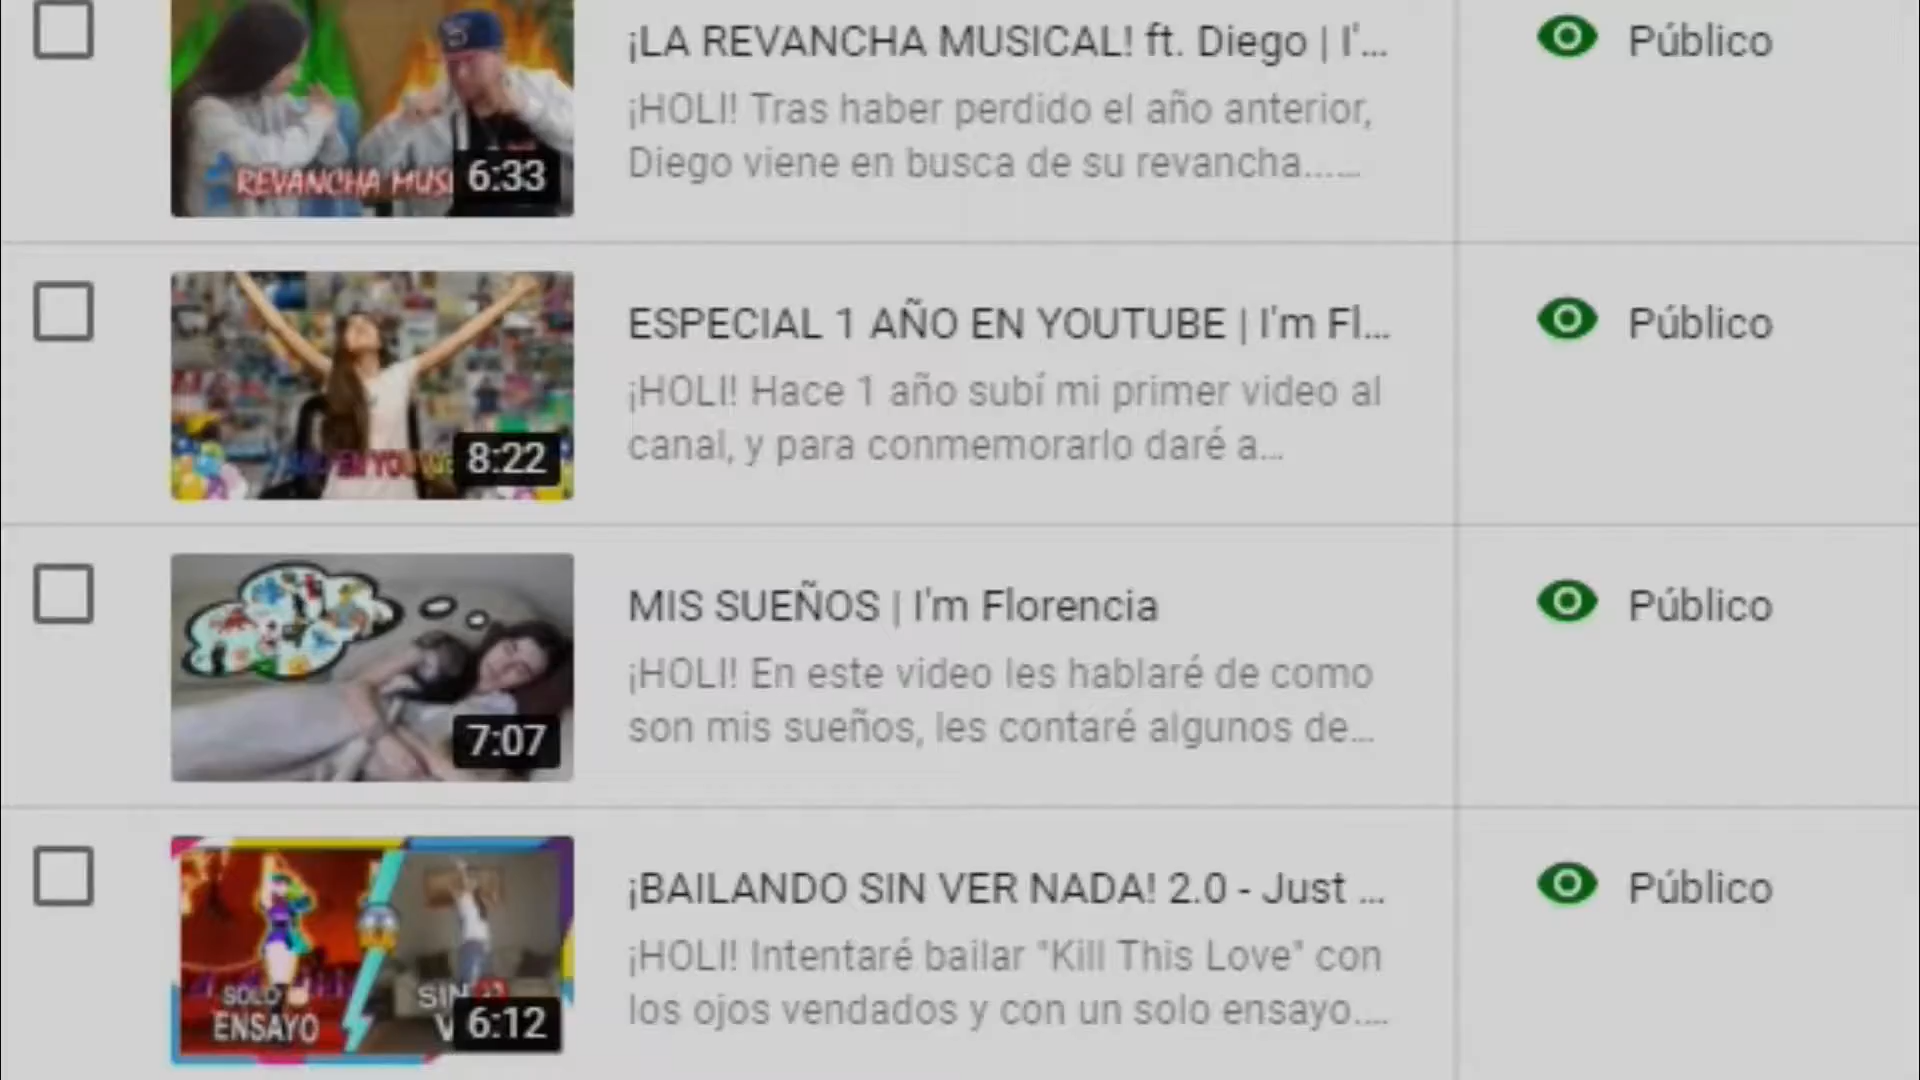 ¡LA REVANCHA MUSICAL! ft. Diego | I'...
Público
¡HOLI! Tras haber perdido el año anterior,
Diego viene en busca de su revancha......
REVANCHA MUSI
6:33
ESPECIAL 1 AÑO EN YOUTUBE | I'm Fl...
Público
¡HOLI! Hace 1 año subí mi primer video al
canal, y para conmemorarlo daré a...
8:22
MIS SUEÑOS | I'm Florencia
Público
¡HOLI! En este video les hablaré de como
son mis sueños, les contaré algunos de...
7:07
¡BAILANDO SIN VER NADA! 2.0 - Just ...
Público
¡HOLI! Intentaré bailar "Kill This Love" con
los ojos vendados y con un solo ensayo....
SOLO
ENSAYO
SIN
V
6:12